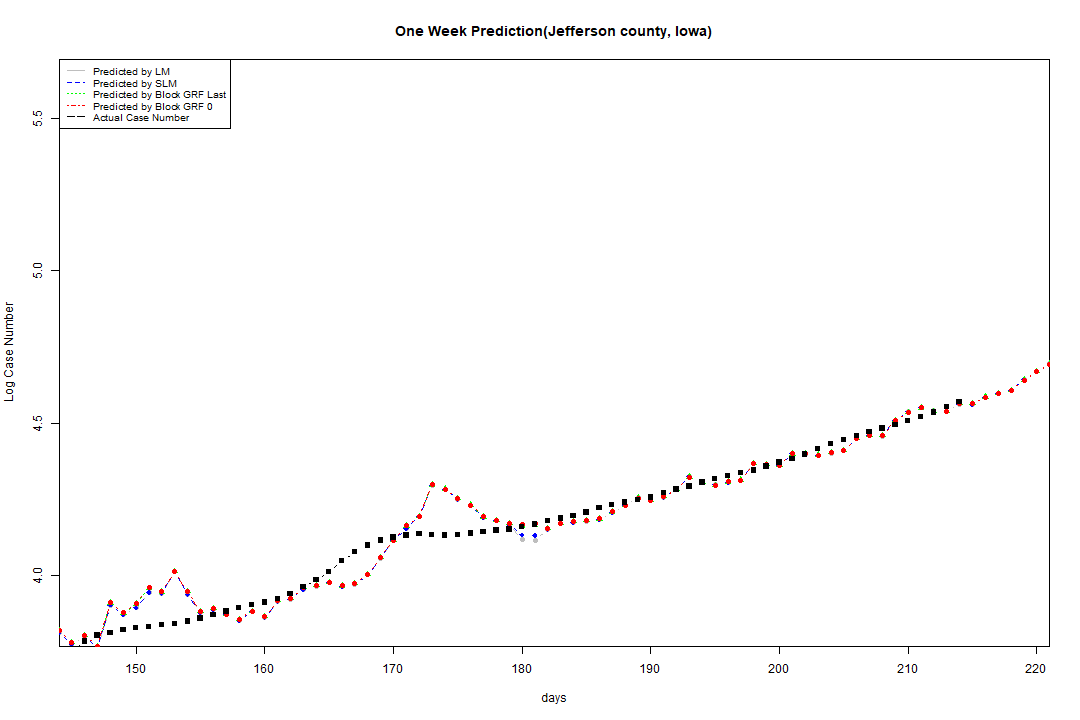 One Week Prediction(Jefferson county, Iowa)
Predicted by LM
Predicted by SLM
Predicted by Block GRF Last
Predicted by Block GRF 0
Actual Case Number
5.5
5.0
4.5
4.0
Log Case Number
150 160 170 180 190 200 210 220
days